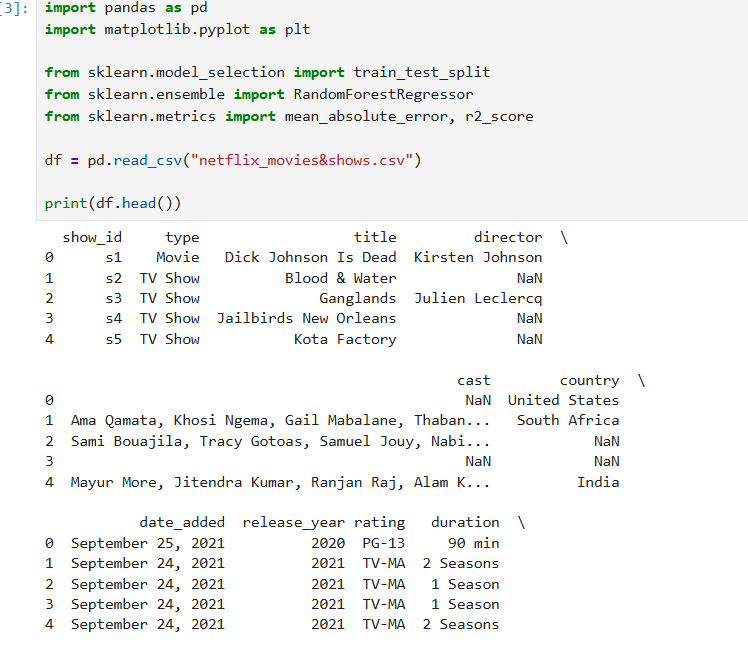 [3]:
import pandas as pd
import matplotlib.pyplot as plt
from sklearn.model_selection import train_test_split
from sklearn.ensemble import RandomForestRegressor
from sklearn.metrics import mean_absolute_error, r2_score
df = pd.read_csv("netflix_movies&shows.csv")
print(df.head())
  show_id     type                  title         director  \
0      s1    Movie   Dick Johnson Is Dead  Kirsten Johnson
1      s2  TV Show          Blood & Water              NaN
2      s3  TV Show              Ganglands  Julien Leclercq
3      s4  TV Show  Jailbirds New Orleans              NaN
4      s5  TV Show           Kota Factory              NaN
                                                cast        country  \
0                                                NaN  United States
1  Ama Qamata, Khosi Ngema, Gail Mabalane, Thaban...   South Africa
2  Sami Bouajila, Tracy Gotoas, Samuel Jouy, Nabi...            NaN
3                                                NaN            NaN
4  Mayur More, Jitendra Kumar, Ranjan Raj, Alam K...          India
           date_added  release_year rating   duration  \
0  September 25, 2021          2020  PG-13     90 min
1  September 24, 2021          2021  TV-MA  2 Seasons
2  September 24, 2021          2021  TV-MA   1 Season
3  September 24, 2021          2021  TV-MA   1 Season
4  September 24, 2021          2021  TV-MA  2 Seasons